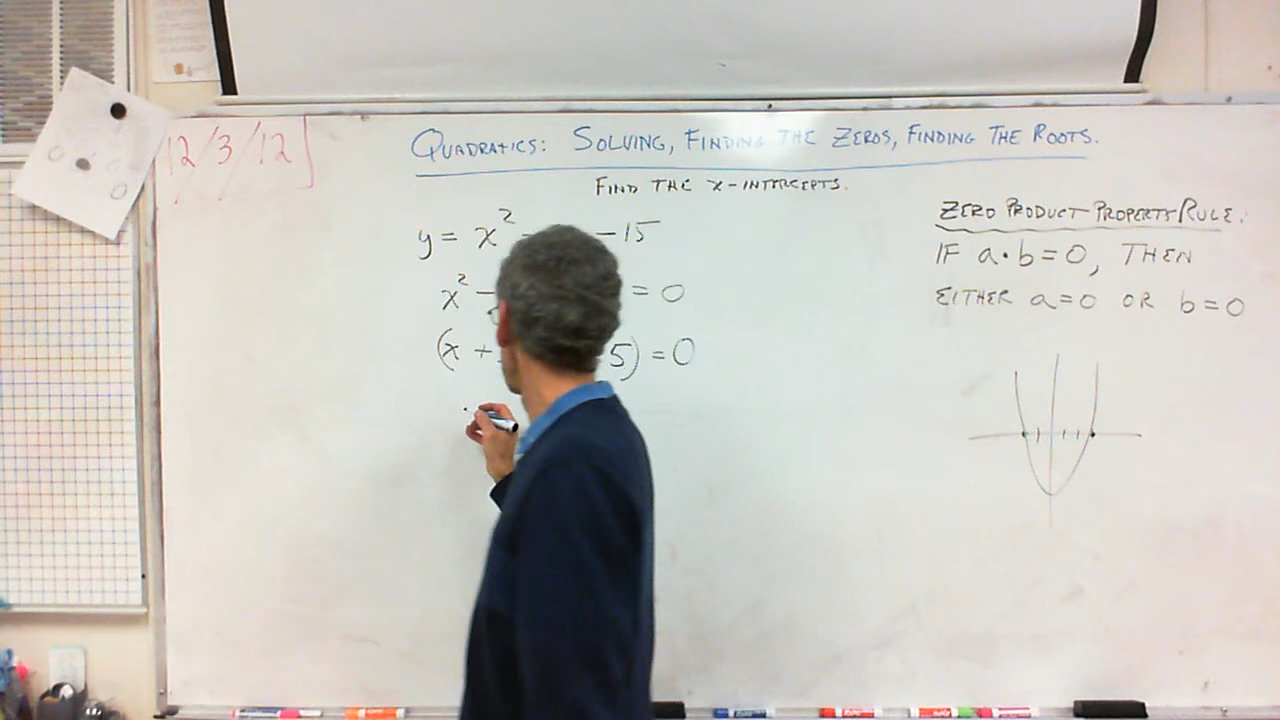 12/3/12
QUADRATICS: SOLVING, FINDING THE ZEROS, FINDING THE ROOTS.
FIND THE X-INTERCEPTS.
y = x² - -15
x² - = 0
(x + 5) = 0
ZERO PRODUCT PROPERTY RULE.
IF a·b=0, THEN
EITHER a=0 OR b=0